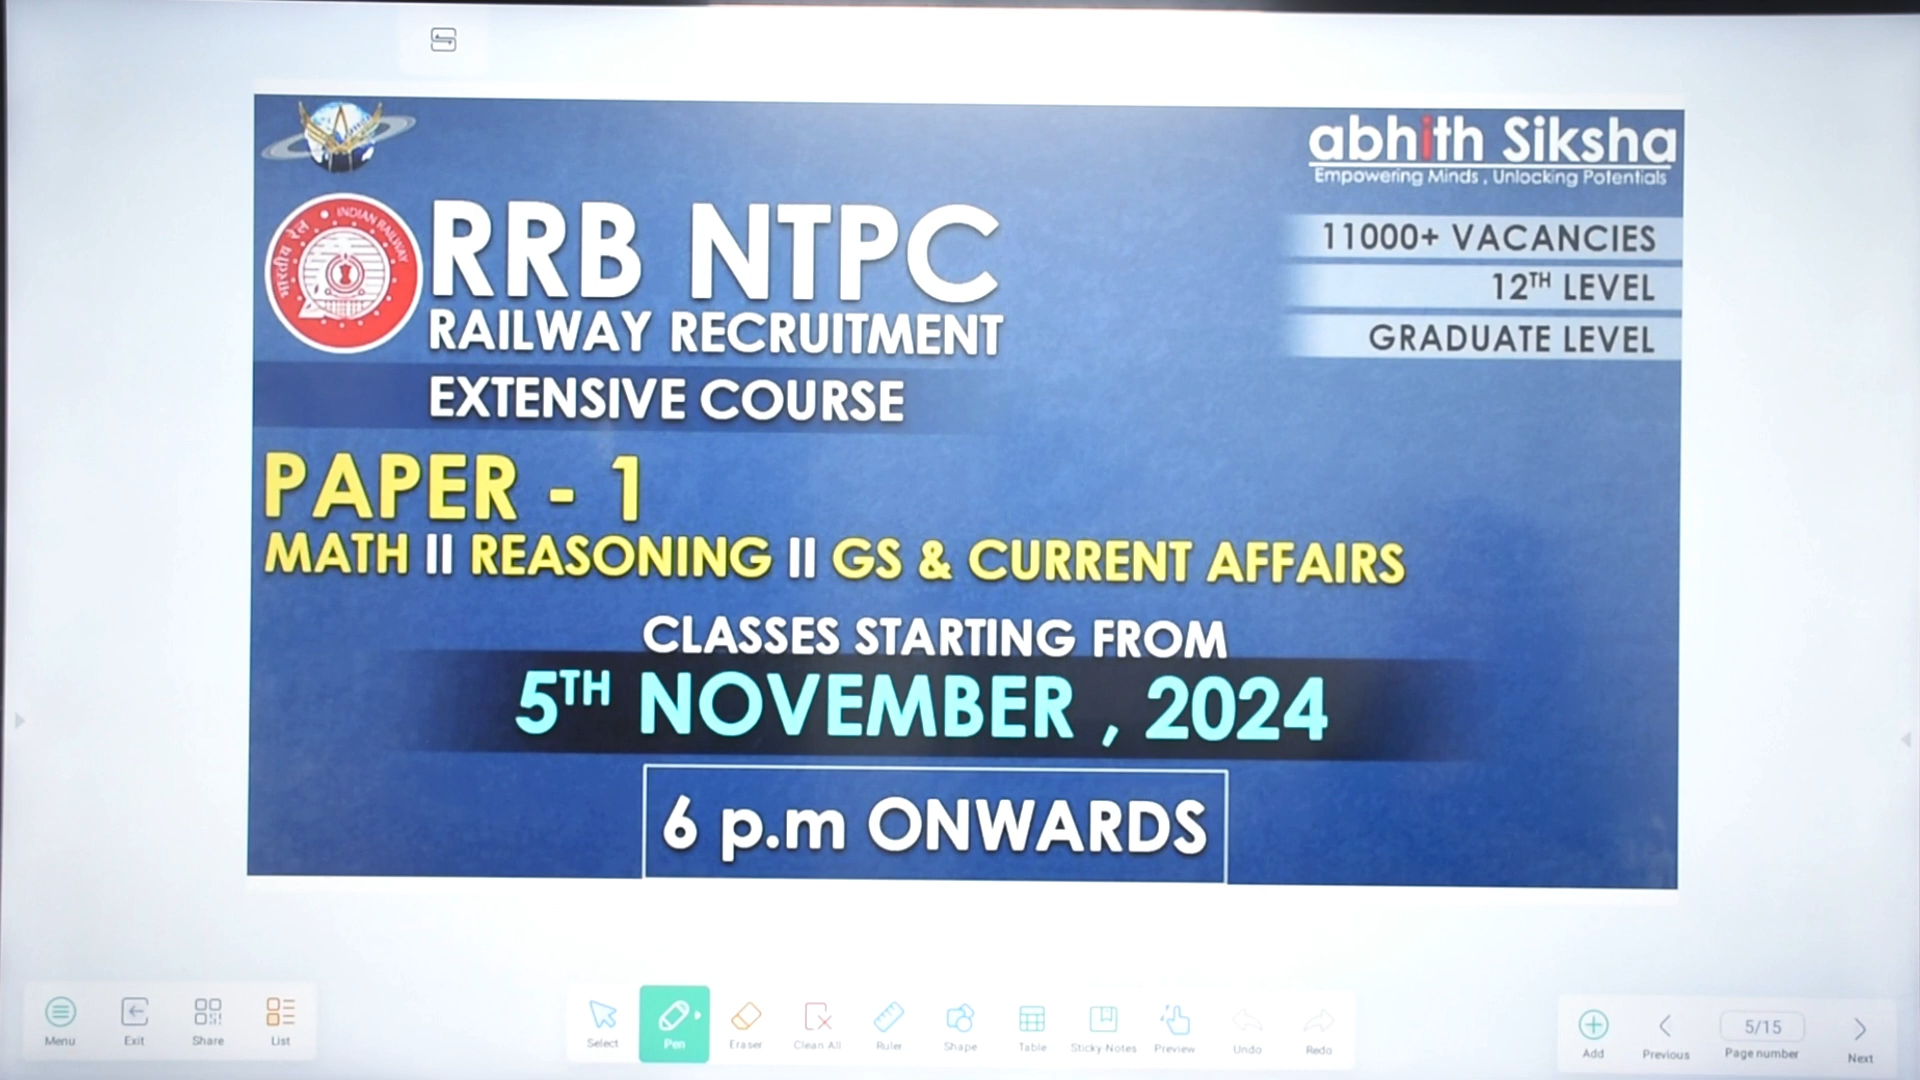 abhith Siksha
Empowering Minds , Unlocking Potentials
भारतीय रेल INDIAN RAILWAY
RRB NTPC
RAILWAY RECRUITMENT
EXTENSIVE COURSE
11000+ VACANCIES
12TH LEVEL
GRADUATE LEVEL
PAPER - 1
MATH II REASONING II GS & CURRENT AFFAIRS
CLASSES STARTING FROM
5TH NOVEMBER , 2024
6 p.m ONWARDS
Menu Exit Share List
Select Pen Eraser Clean All Ruler Shape Table Sticky Notes Preview Undo Redo
5/15
Add Previous Page number Next